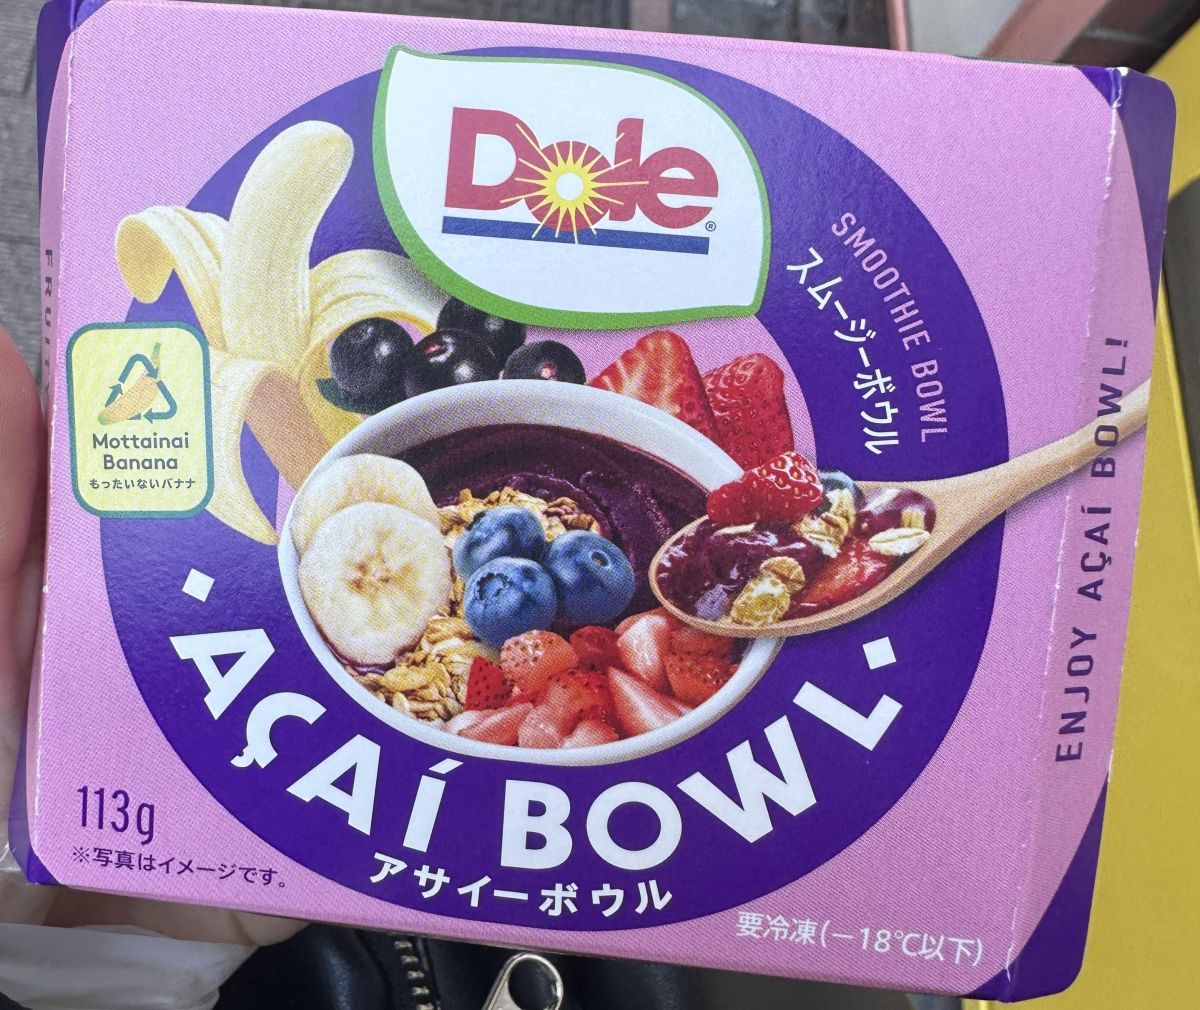 Dole®
SMOOTHIE BOWL
スムージーボウル
Mottainai
Banana
もったいないバナナ
AÇAÍ BOWL
アサイーボウル
113g
※写真はイメージです。
要冷凍(−18℃以下)
ENJOY AÇAÍ BOWL!